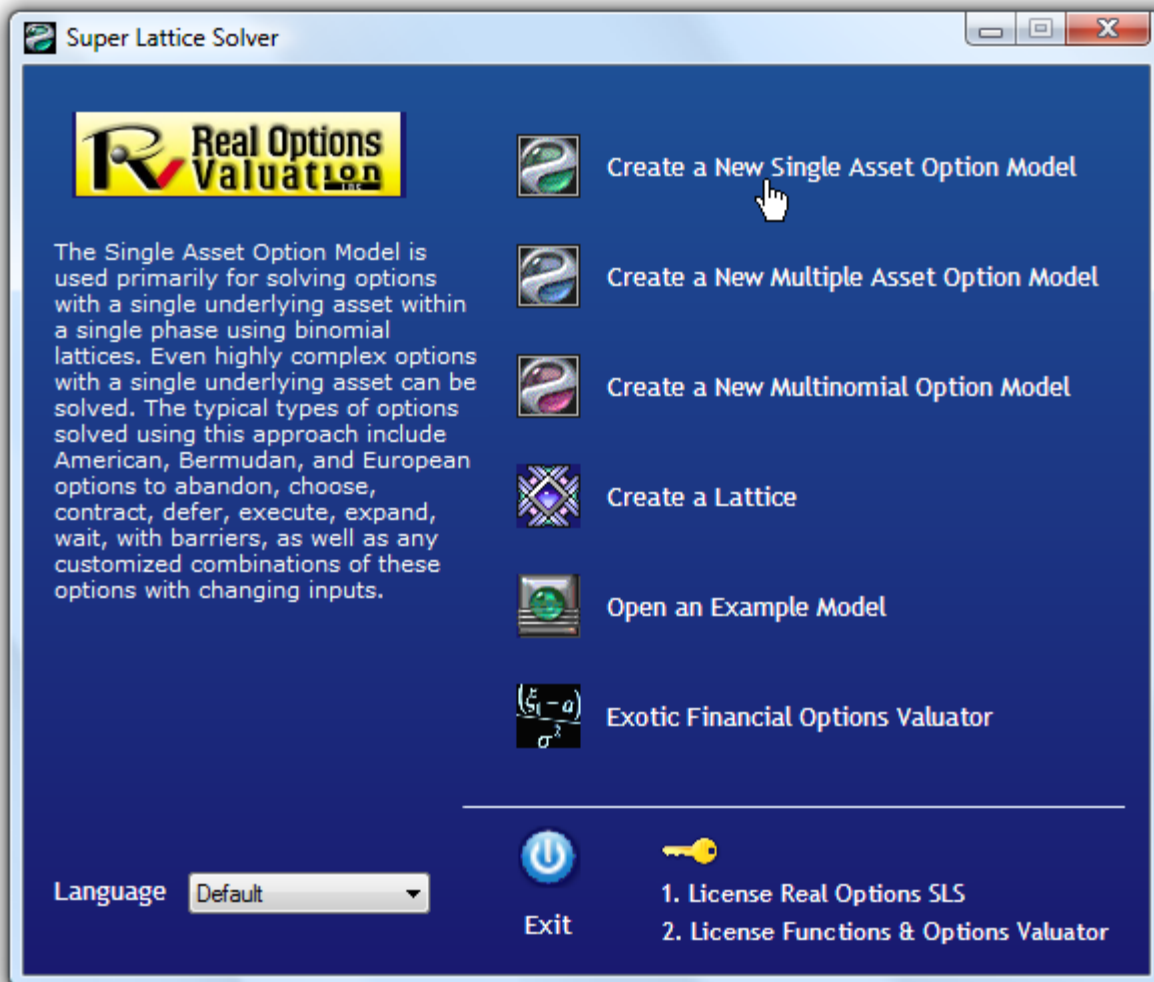 Super Lattice Solver
Real Options
Valuation
INC
The Single Asset Option Model is
used primarily for solving options
with a single underlying asset within
a single phase using binomial
lattices. Even highly complex options
with a single underlying asset can be
solved. The typical types of options
solved using this approach include
American, Bermudan, and European
options to abandon, choose,
contract, defer, execute, expand,
wait, with barriers, as well as any
customized combinations of these
options with changing inputs.
Create a New Single Asset Option Model
Create a New Multiple Asset Option Model
Create a New Multinomial Option Model
Create a Lattice
Open an Example Model
Exotic Financial Options Valuator
Language
Default
Exit
1. License Real Options SLS
2. License Functions & Options Valuator